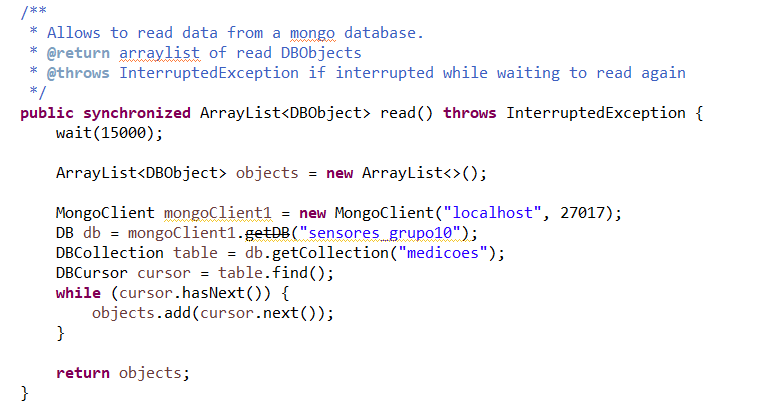 /**
 * Allows to read data from a mongo database.
 * @return arraylist of read DBObjects
 * @throws InterruptedException if interrupted while waiting to read again
 */
public synchronized ArrayList<DBObject> read() throws InterruptedException {
    wait(15000);

    ArrayList<DBObject> objects = new ArrayList<>();

    MongoClient mongoClient1 = new MongoClient("localhost", 27017);
    DB db = mongoClient1.getDB("sensores_grupo10");
    DBCollection table = db.getCollection("medicoes");
    DBCursor cursor = table.find();
    while (cursor.hasNext()) {
        objects.add(cursor.next());
    }

    return objects;
}